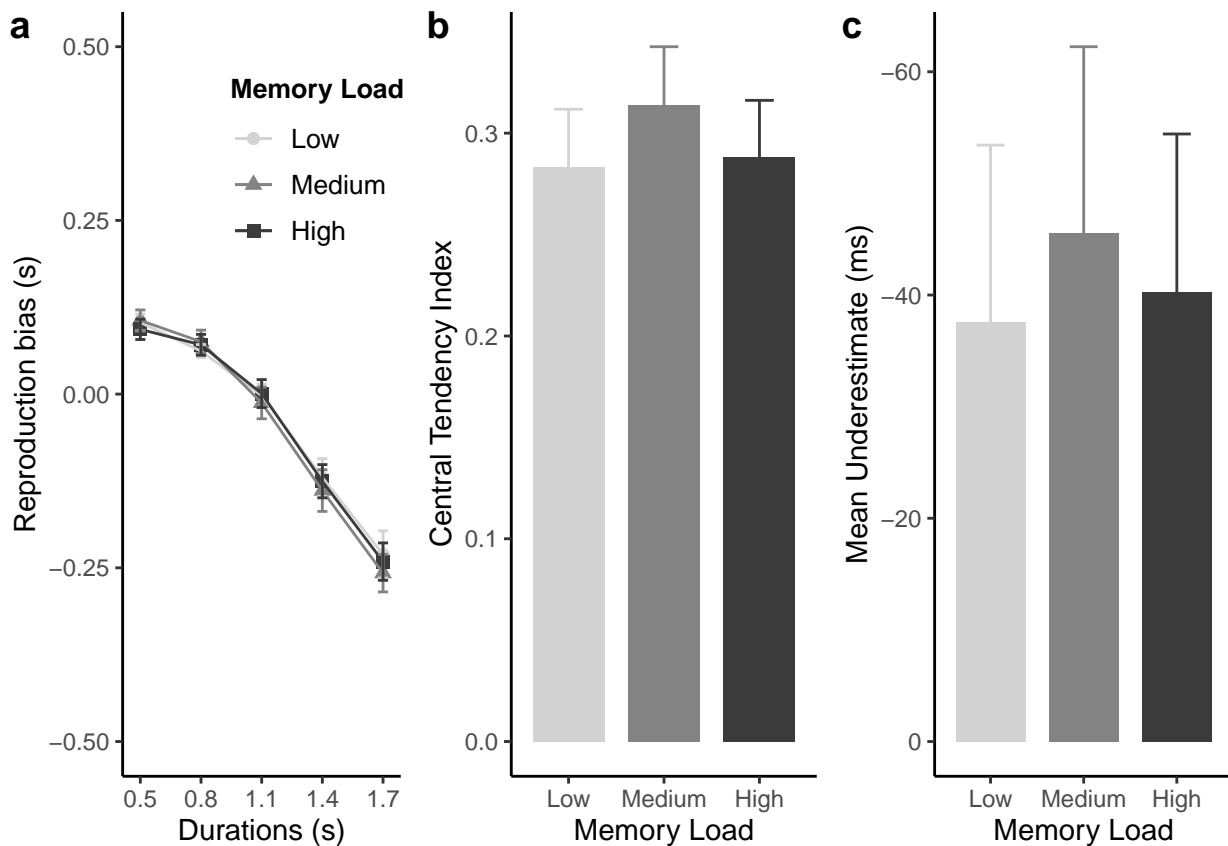 a
0.50
0.25
0.00
−0.25
−0.50
Reproduction bias (s)
Memory Load
Low
Medium
High
0.5 0.8 1.1 1.4 1.7
Durations (s)
b
0.3
0.2
0.1
0.0
Central Tendency Index
Low Medium High
Memory Load
c
-60
-40
-20
0
Mean Underestimate (ms)
Low Medium High
Memory Load